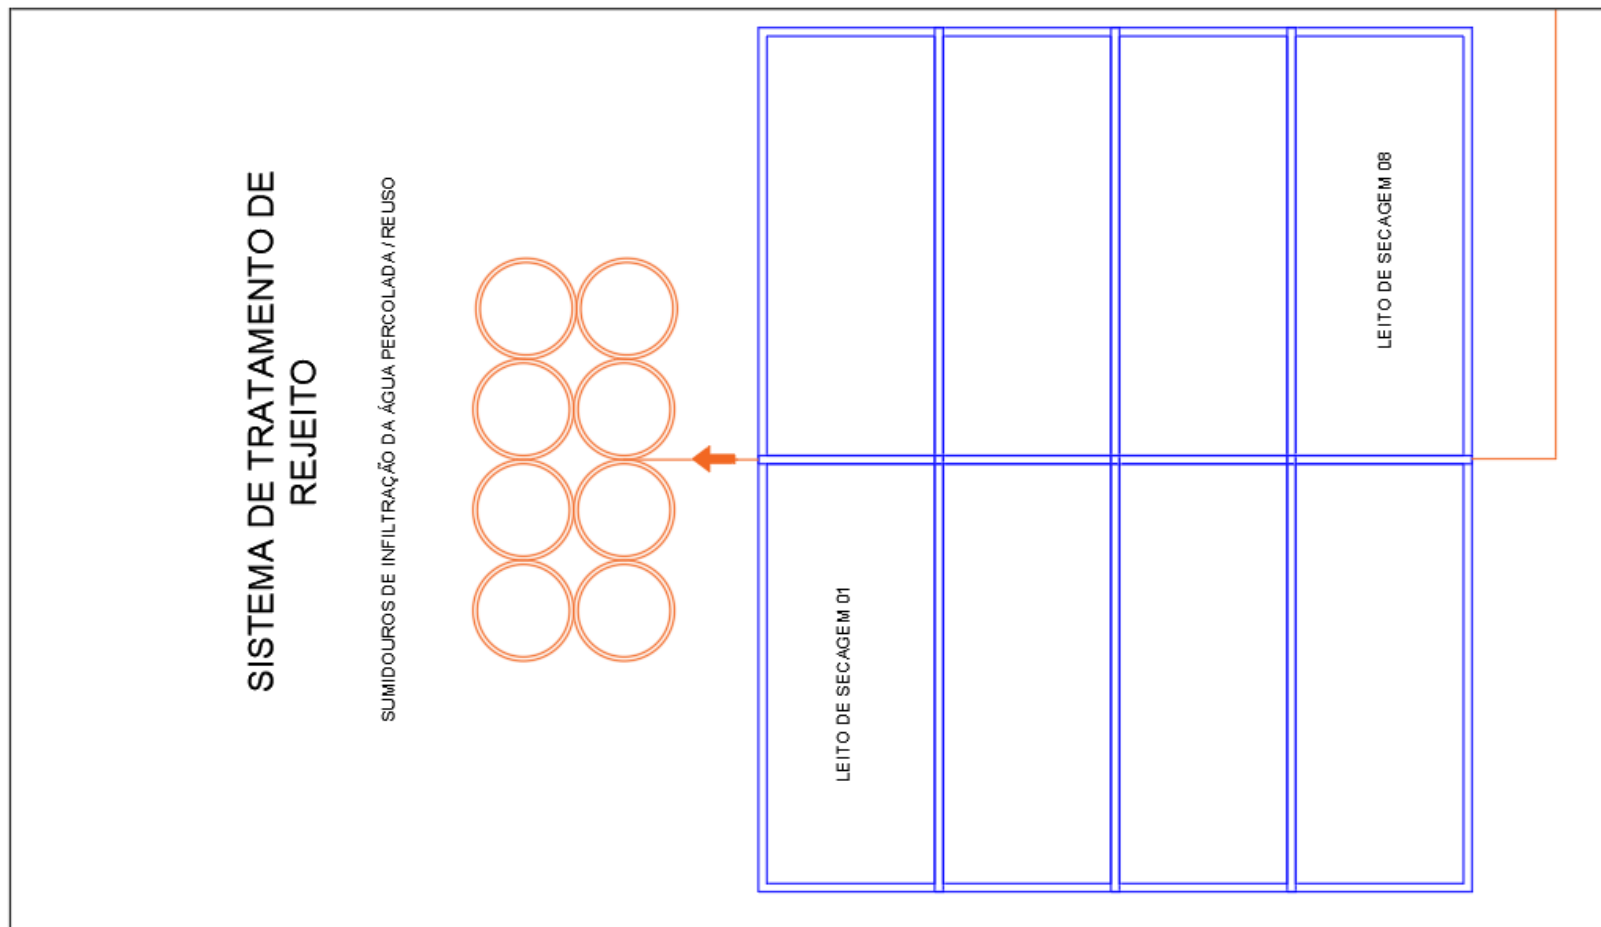 SISTEMA DE TRATAMENTO DE
REJEITO
SUMIDOUROS DE INFILTRAÇÃO DA ÁGUA PERCOLADA / REUSO
LEITO DE SECAGEM 01
LEITO DE SECAGEM 08